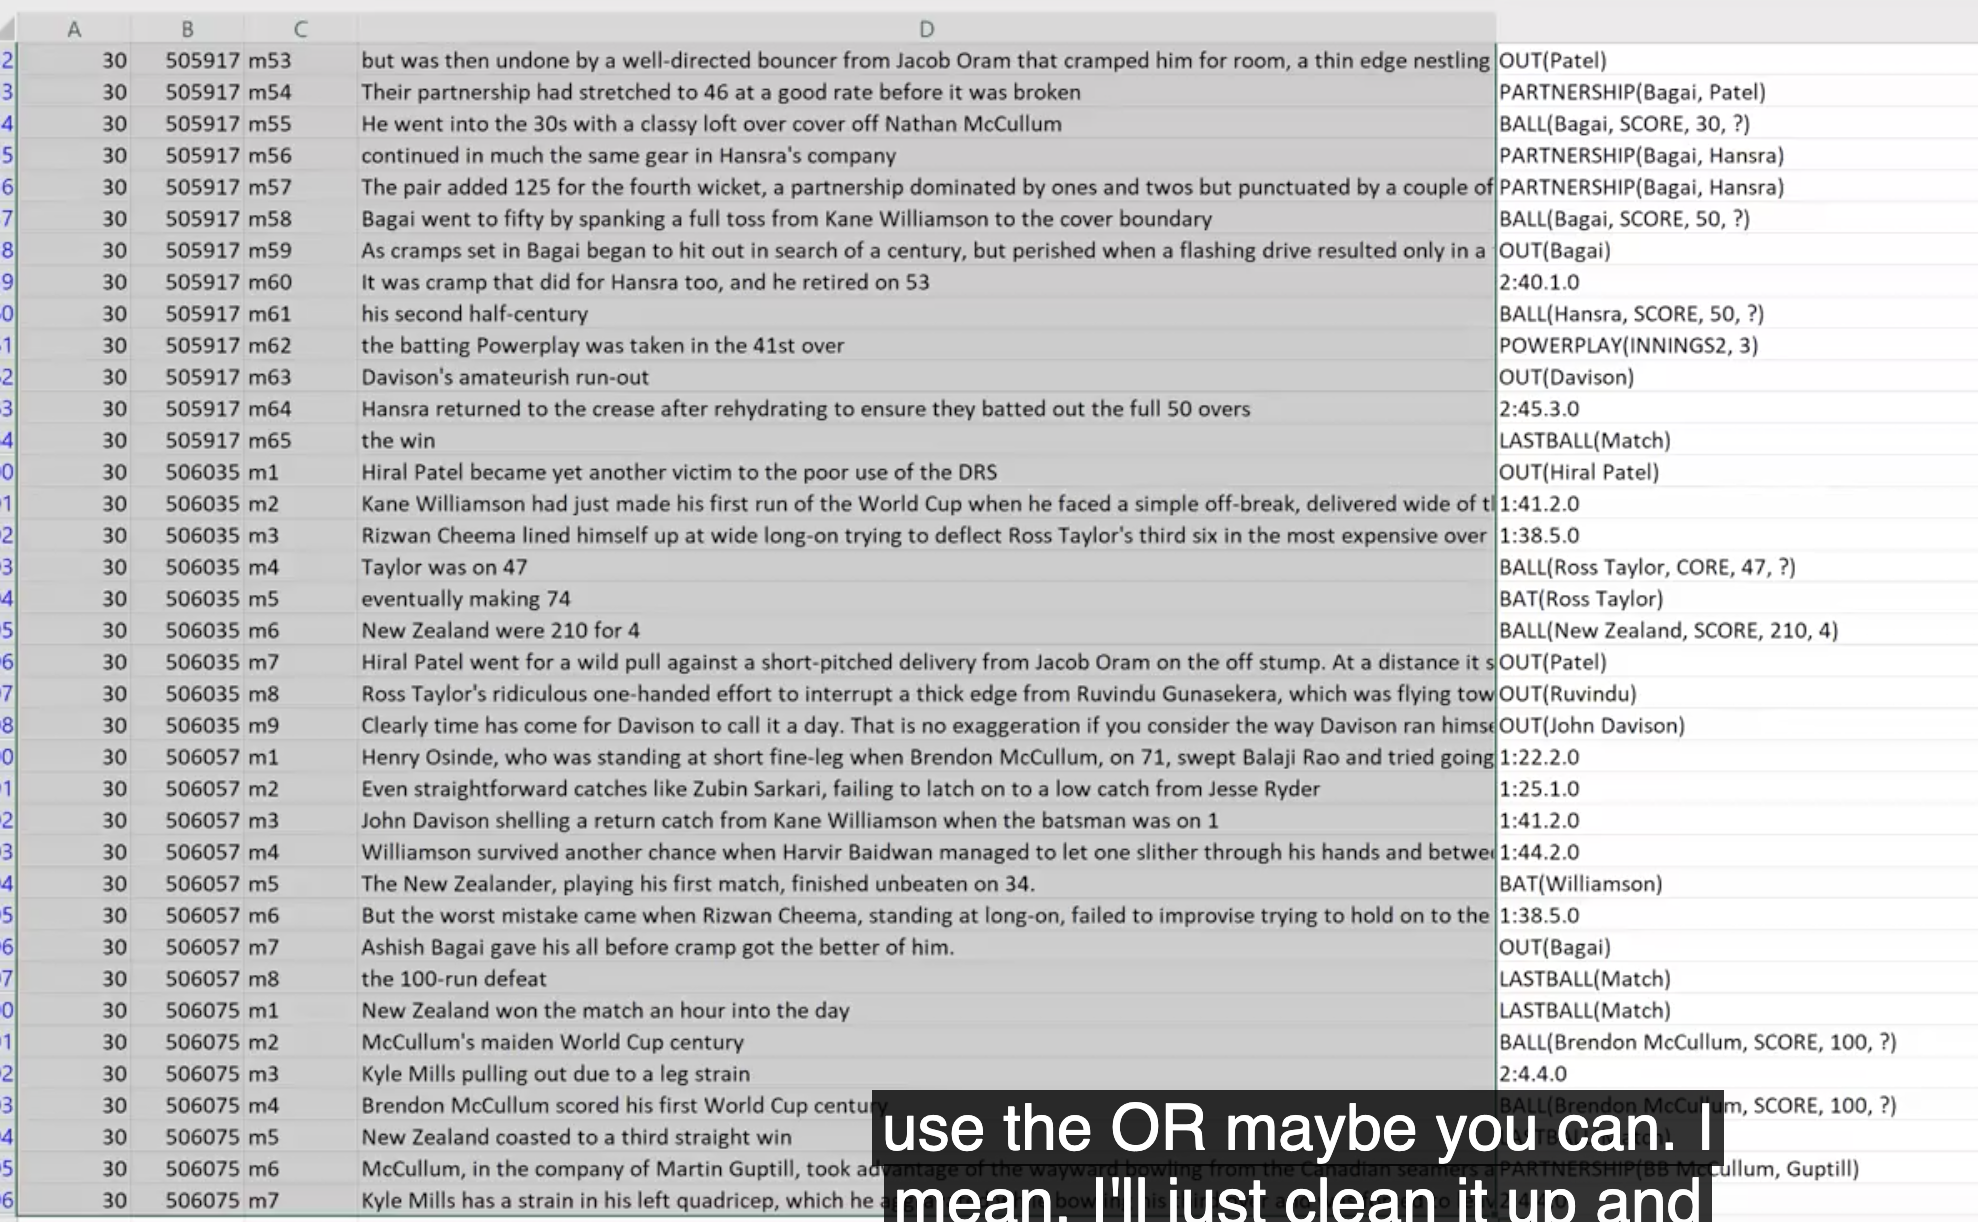 A B C D
2 30 505917 m53 but was then undone by a well-directed bouncer from Jacob Oram that cramped him for room, a thin edge nestling OUT(Patel)
3 30 505917 m54 Their partnership had stretched to 46 at a good rate before it was broken PARTNERSHIP(Bagai, Patel)
4 30 505917 m55 He went into the 30s with a classy loft over cover off Nathan McCullum BALL(Bagai, SCORE, 30, ?)
5 30 505917 m56 continued in much the same gear in Hansra's company PARTNERSHIP(Bagai, Hansra)
6 30 505917 m57 The pair added 125 for the fourth wicket, a partnership dominated by ones and twos but punctuated by a couple of PARTNERSHIP(Bagai, Hansra)
7 30 505917 m58 Bagai went to fifty by spanking a full toss from Kane Williamson to the cover boundary BALL(Bagai, SCORE, 50, ?)
8 30 505917 m59 As cramps set in Bagai began to hit out in search of a century, but perished when a flashing drive resulted only in a OUT(Bagai)
9 30 505917 m60 It was cramp that did for Hansra too, and he retired on 53 2:40.1.0
0 30 505917 m61 his second half-century BALL(Hansra, SCORE, 50, ?)
1 30 505917 m62 the batting Powerplay was taken in the 41st over POWERPLAY(INNINGS2, 3)
2 30 505917 m63 Davison's amateurish run-out OUT(Davison)
3 30 505917 m64 Hansra returned to the crease after rehydrating to ensure they batted out the full 50 overs 2:45.3.0
4 30 505917 m65 the win LASTBALL(Match)
0 30 506035 m1 Hiral Patel became yet another victim to the poor use of the DRS OUT(Hiral Patel)
1 30 506035 m2 Kane Williamson had just made his first run of the World Cup when he faced a simple off-break, delivered wide of 1:41.2.0
2 30 506035 m3 Rizwan Cheema lined himself up at wide long-on trying to deflect Ross Taylor's third six in the most expensive over 1:38.5.0
3 30 506035 m4 Taylor was on 47 BALL(Ross Taylor, CORE, 47, ?)
4 30 506035 m5 eventually making 74 BAT(Ross Taylor)
5 30 506035 m6 New Zealand were 210 for 4 BALL(New Zealand, SCORE, 210, 4)
6 30 506035 m7 Hiral Patel went for a wild pull against a short-pitched delivery from Jacob Oram on the off stump. At a distance it s OUT(Patel)
7 30 506035 m8 Ross Taylor's ridiculous one-handed effort to interrupt a thick edge from Ruvindu Gunasekera, which was flying tow OUT(Ruvindu)
8 30 506035 m9 Clearly time has come for Davison to call it a day. That is no exaggeration if you consider the way Davison ran himse OUT(John Davison)
0 30 506057 m1 Henry Osinde, who was standing at short fine-leg when Brendon McCullum, on 71, swept Balaji Rao and tried going 1:22.2.0
1 30 506057 m2 Even straightforward catches like Zubin Sarkari, failing to latch on to a low catch from Jesse Ryder 1:25.1.0
2 30 506057 m3 John Davison shelling a return catch from Kane Williamson when the batsman was on 1 1:41.2.0
3 30 506057 m4 Williamson survived another chance when Harvir Baidwan managed to let one slither through his hands and betwe 1:44.2.0
4 30 506057 m5 The New Zealander, playing his first match, finished unbeaten on 34. BAT(Williamson)
5 30 506057 m6 But the worst mistake came when Rizwan Cheema, standing at long-on, failed to improvise trying to hold on to the 1:38.5.0
6 30 506057 m7 Ashish Bagai gave his all before cramp got the better of him. OUT(Bagai)
7 30 506057 m8 the 100-run defeat LASTBALL(Match)
0 30 506075 m1 New Zealand won the match an hour into the day LASTBALL(Match)
1 30 506075 m2 McCullum's maiden World Cup century BALL(Brendon McCullum, SCORE, 100, ?)
2 30 506075 m3 Kyle Mills pulling out due to a leg strain 2:4.4.0
3 30 506075 m4 Brendon McCullum scored his first World Cup century BALL(Brendon McCullum, SCORE, 100, ?)
4 30 506075 m5 New Zealand coasted to a third straight win
5 30 506075 m6 McCullum, in the company of Martin Guptill, took advantage of the wayward bowling from the Canadian seamers PARTNERSHIP(BB McCullum, Guptill)
6 30 506075 m7 Kyle Mills has a strain in his left quadricep, which he
use the OR maybe you can. I
mean, I'll just clean it up and